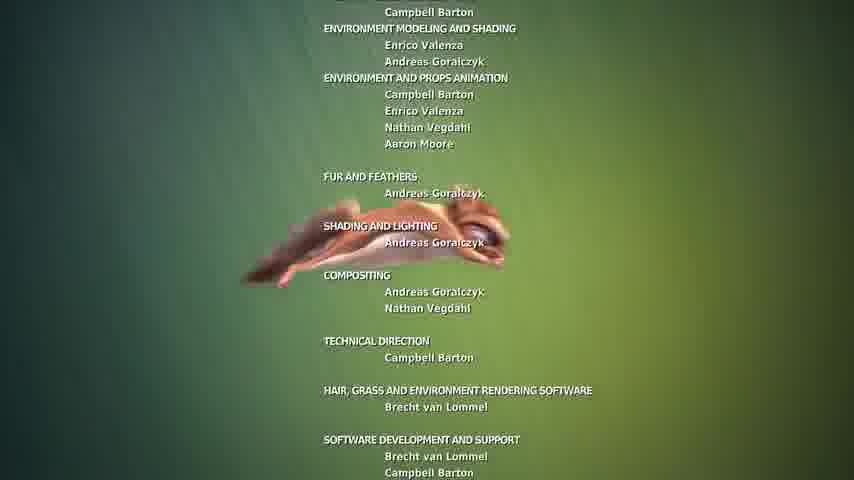 Campbell Barton
ENVIRONMENT MODELING AND SHADING
Enrico Valenza
Andreas Goralczyk
ENVIRONMENT AND PROPS ANIMATION
Campbell Barton
Enrico Valenza
Nathan Vegdahl
Aaron Moore
FUR AND FEATHERS
Andreas Goralczyk
SHADING AND LIGHTING
Andreas Goralczyk
COMPOSITING
Andreas Goralczyk
Nathan Vegdahl
TECHNICAL DIRECTION
Campbell Barton
HAIR, GRASS AND ENVIRONMENT RENDERING SOFTWARE
Brecht van Lommel
SOFTWARE DEVELOPMENT AND SUPPORT
Brecht van Lommel
Campbell Barton